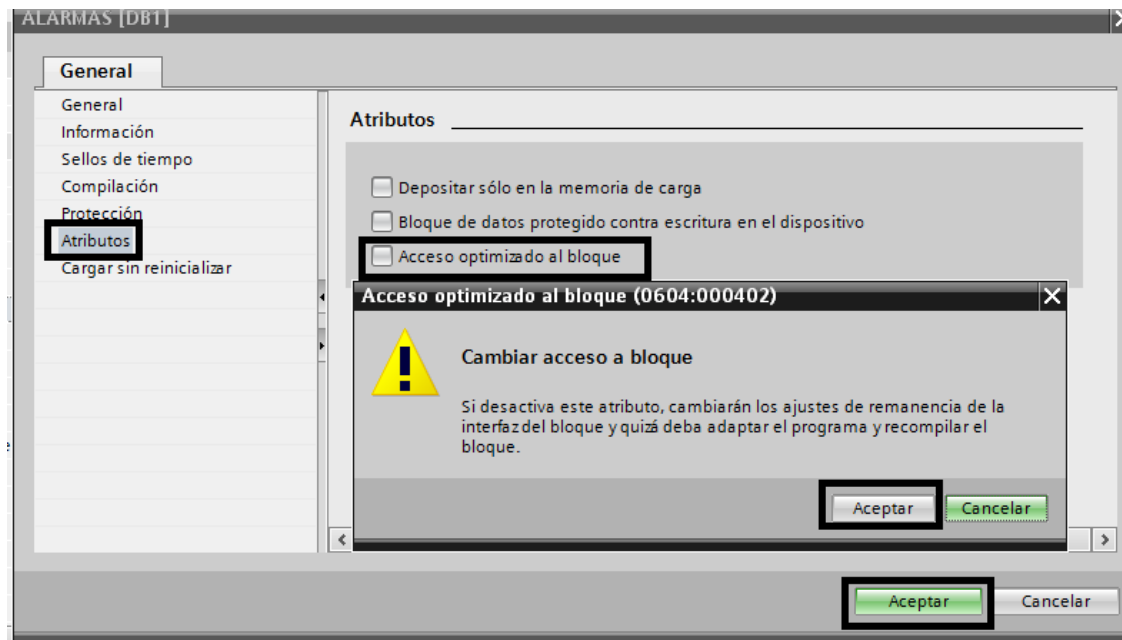 ALARMAS [DB1]
General
General
Información
Sellos de tiempo
Compilación
Protección
Atributos
Cargar sin reinicializar
Atributos
Depositar sólo en la memoria de carga
Bloque de datos protegido contra escritura en el dispositivo
Acceso optimizado al bloque
Acceso optimizado al bloque (0604:000402)
Cambiar acceso a bloque
Si desactiva este atributo, cambiarán los ajustes de remanencia de la
interfaz del bloque y quizá deba adaptar el programa y recompilar el
bloque.
Aceptar
Cancelar
Aceptar
Cancelar